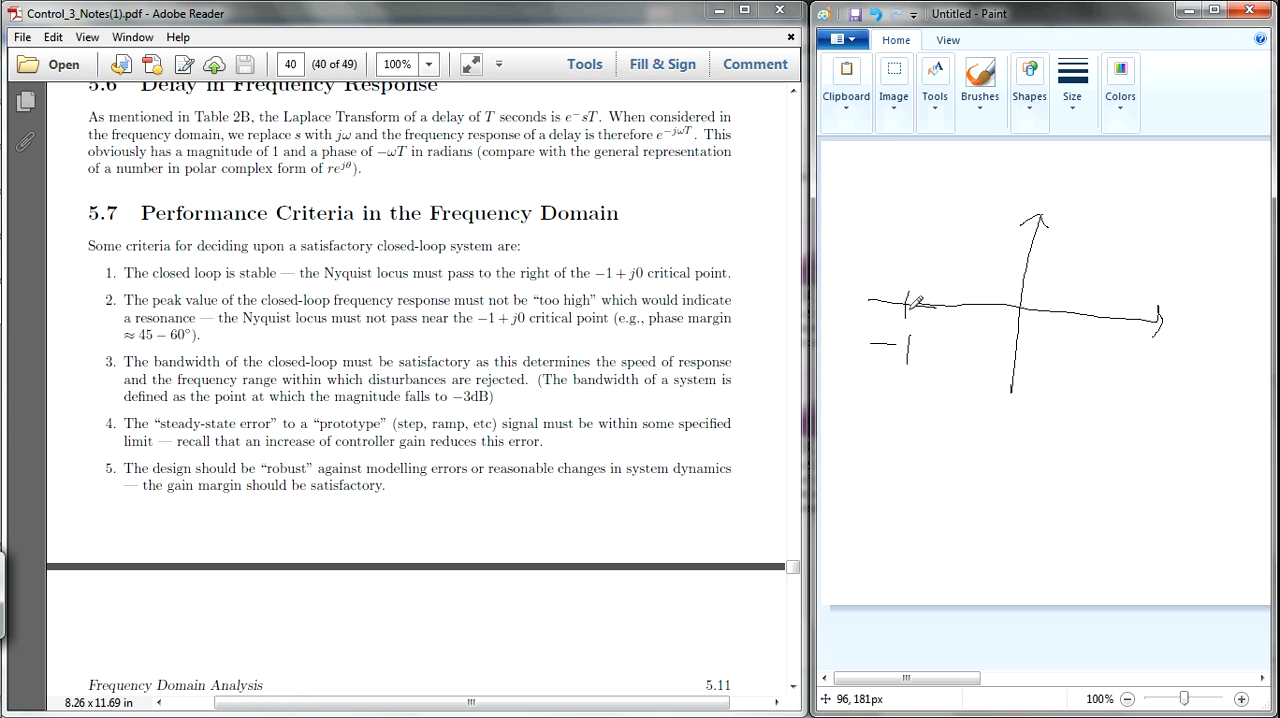 Control_3_Notes(1).pdf - Adobe Reader
File Edit View Window Help
Open 40 (40 of 49) 100% Tools Fill & Sign Comment
5.6 Delay in Frequency Response
As mentioned in Table 2B, the Laplace Transform of a delay of T seconds is e⁻sT. When considered in
the frequency domain, we replace s with jω and the frequency response of a delay is therefore e^{−jωT}. This
obviously has a magnitude of 1 and a phase of −ωT in radians (compare with the general representation
of a number in polar complex form of re^{jθ}).
5.7 Performance Criteria in the Frequency Domain
Some criteria for deciding upon a satisfactory closed-loop system are:
1. The closed loop is stable — the Nyquist locus must pass to the right of the −1 + j0 critical point.
2. The peak value of the closed-loop frequency response must not be “too high” which would indicate
a resonance — the Nyquist locus must not pass near the −1 + j0 critical point (e.g., phase margin
≈ 45 − 60°).
3. The bandwidth of the closed-loop must be satisfactory as this determines the speed of response
and the frequency range within which disturbances are rejected. (The bandwidth of a system is
defined as the point at which the magnitude falls to −3dB)
4. The “steady-state error” to a “prototype” (step, ramp, etc) signal must be within some specified
limit — recall that an increase of controller gain reduces this error.
5. The design should be “robust” against modelling errors or reasonable changes in system dynamics
— the gain margin should be satisfactory.
Frequency Domain Analysis 5.11
8.26 x 11.69 in
Untitled - Paint
Home View
Clipboard Image Tools Brushes Shapes Size Colors
-1
96, 181px 100%